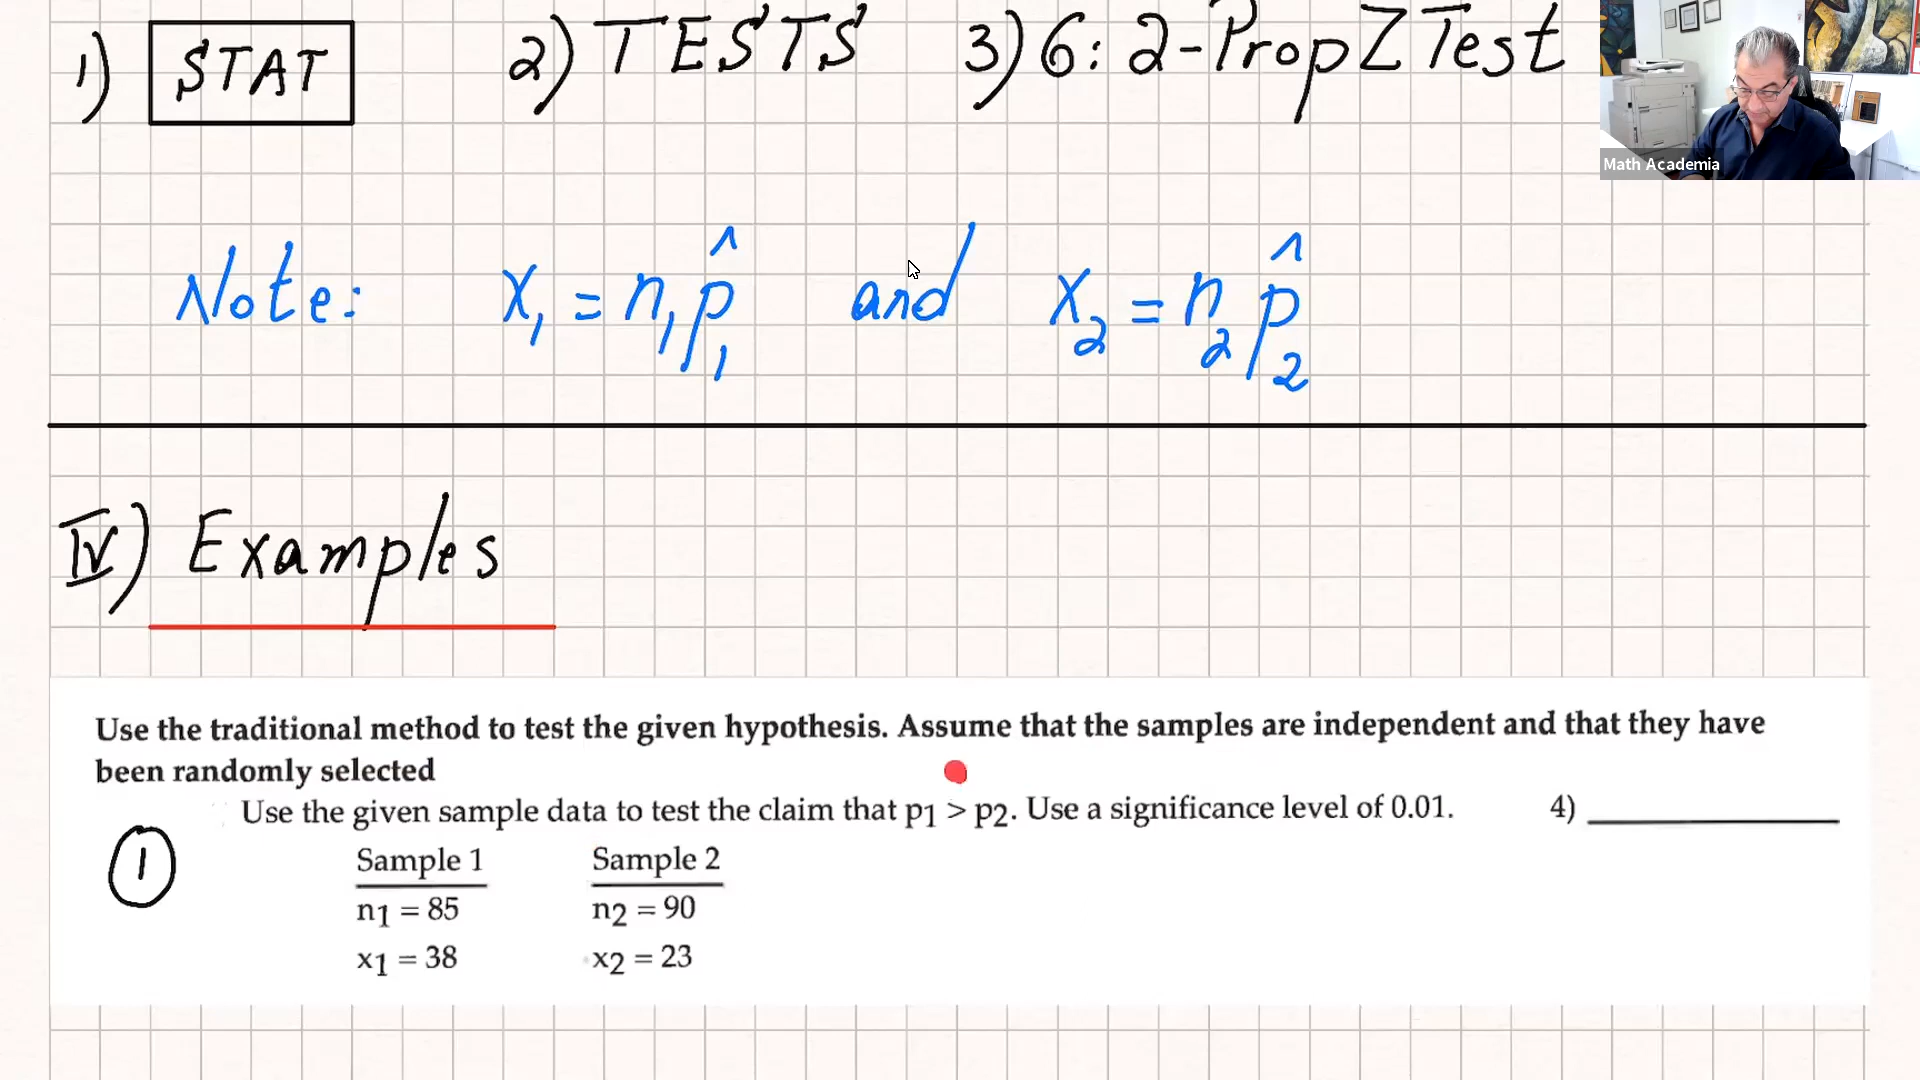 1) STAT 2) TESTS 3) 6: 2-PropZTest
Math Academia
Note: x₁ = n₁p̂₁ and x₂ = n₂p̂₂
IV) Examples
Use the traditional method to test the given hypothesis. Assume that the samples are independent and that they have
been randomly selected
Use the given sample data to test the claim that p₁ > p₂. Use a significance level of 0.01. 4) ________
1
Sample 1 Sample 2
n₁ = 85 n₂ = 90
x₁ = 38 x₂ = 23